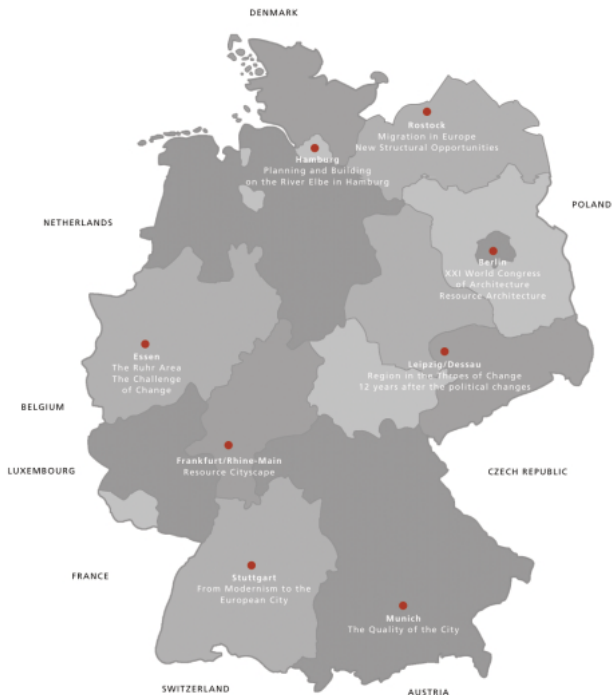 DENMARK
Rostock
Migration in Europe
New Structural Opportunities
Hamburg
Planning and Building
on the River Elbe in Hamburg
POLAND
NETHERLANDS
Berlin
XXI World Congress
of Architecture
Resource Architecture
Essen
The Ruhr Area
The Challenge
of Change
Leipzig/Dessau
Region in the Throes of Change
12 years after the political changes
BELGIUM
Frankfurt/Rhine-Main
Resource Cityscape
LUXEMBOURG
CZECH REPUBLIC
FRANCE
Stuttgart
From Modernism to the
European City
Munich
The Quality of the City
SWITZERLAND
AUSTRIA